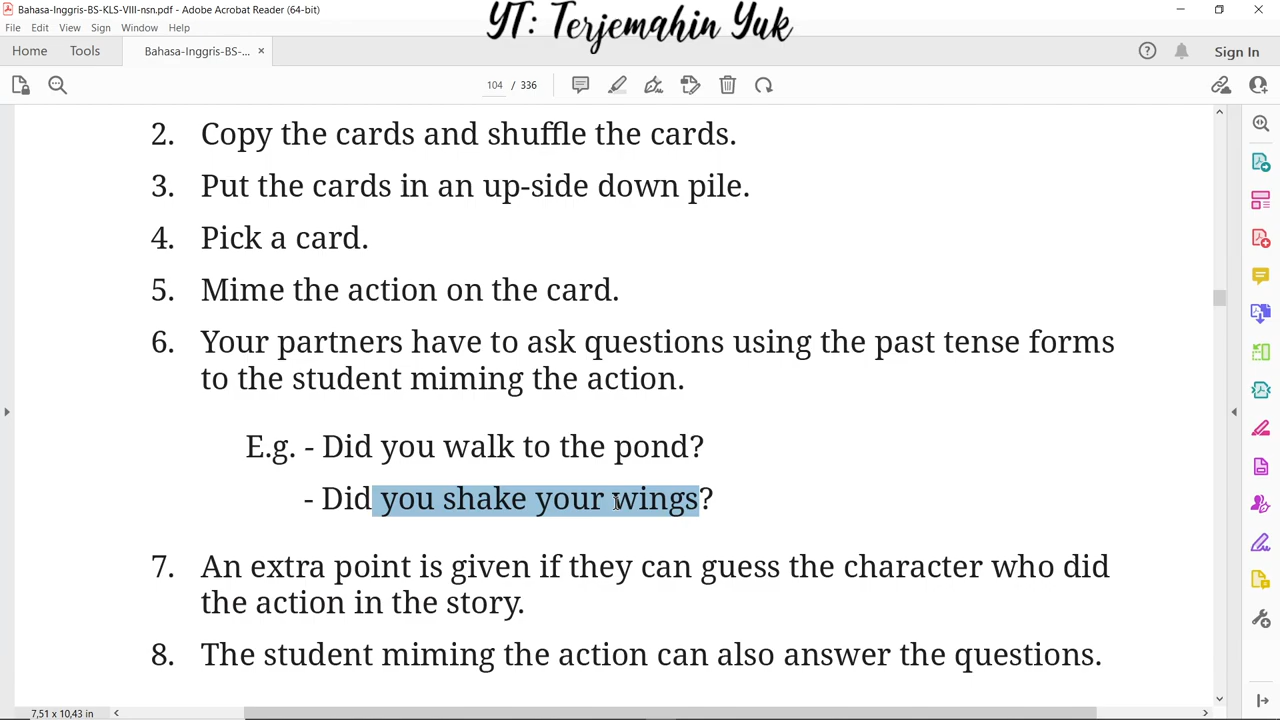 Bahasa-Inggris-BS-KLS-VIII-nsn.pdf - Adobe Acrobat Reader (64-bit)
YT: Terjemahin Yuk
File Edit View Sign Window Help
Home Tools Bahasa-Inggris-BS-... × Sign In
104 / 336
2. Copy the cards and shuffle the cards.
3. Put the cards in an up-side down pile.
4. Pick a card.
5. Mime the action on the card.
6. Your partners have to ask questions using the past tense forms
to the student miming the action.
E.g. - Did you walk to the pond?
- Did you shake your wings?
7. An extra point is given if they can guess the character who did
the action in the story.
8. The student miming the action can also answer the questions.
7,51 x 10,43 in